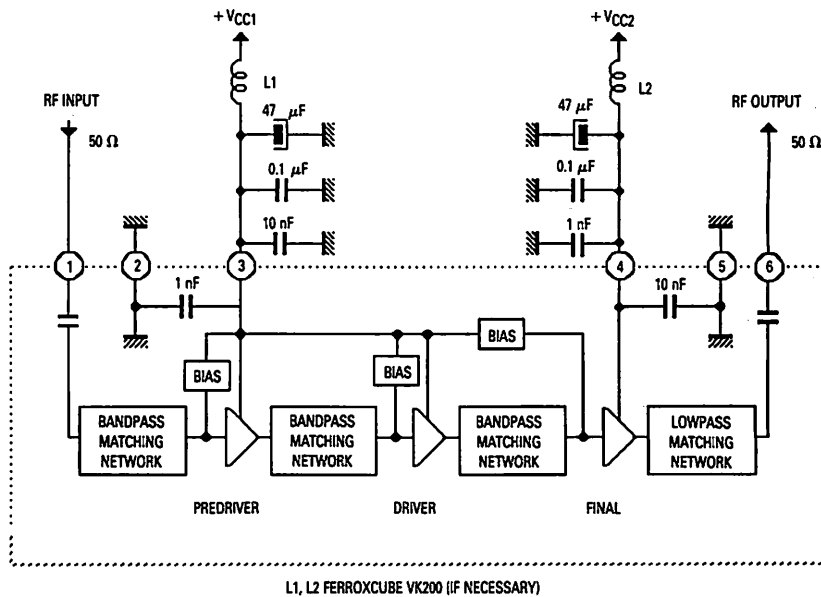 + VCC1
+ VCC2
L1
L2
RF INPUT
50 Ω
47 μF
47 μF
RF OUTPUT
50 Ω
0.1 μF
0.1 μF
10 nF
1 nF
1
2
3
4
5
6
1 nF
10 nF
BIAS
BIAS
BIAS
BANDPASS
MATCHING
NETWORK
BANDPASS
MATCHING
NETWORK
BANDPASS
MATCHING
NETWORK
LOWPASS
MATCHING
NETWORK
PREDRIVER
DRIVER
FINAL
L1, L2 FERROXCUBE VK200 (IF NECESSARY)